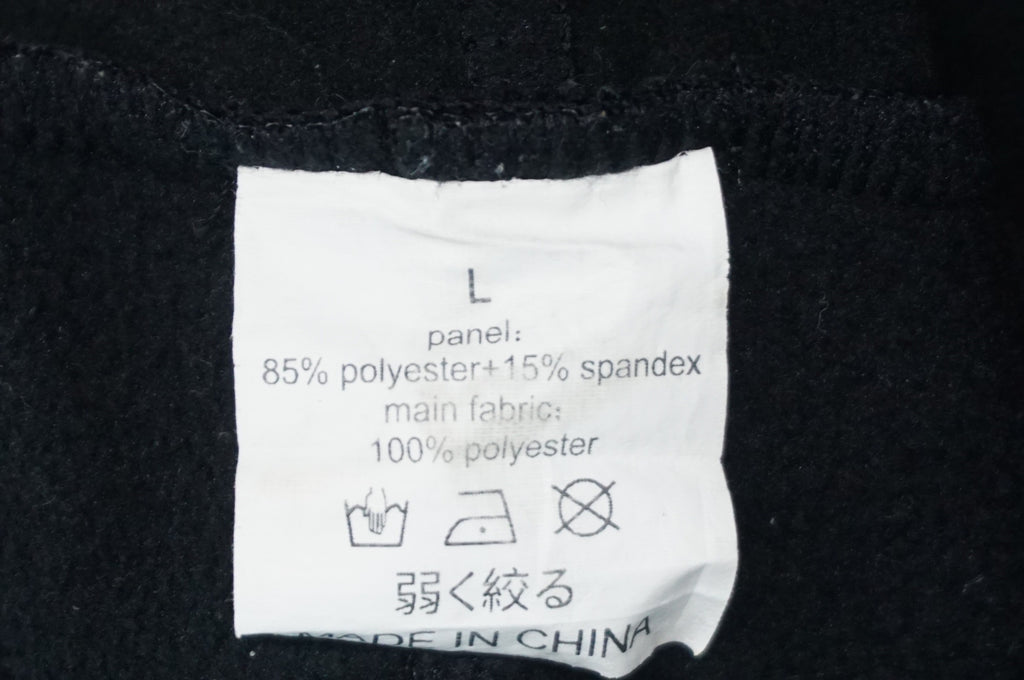 L
panel:
85% polyester+15% spandex
main fabric:
100% polyester
弱く絞る
MADE IN CHINA